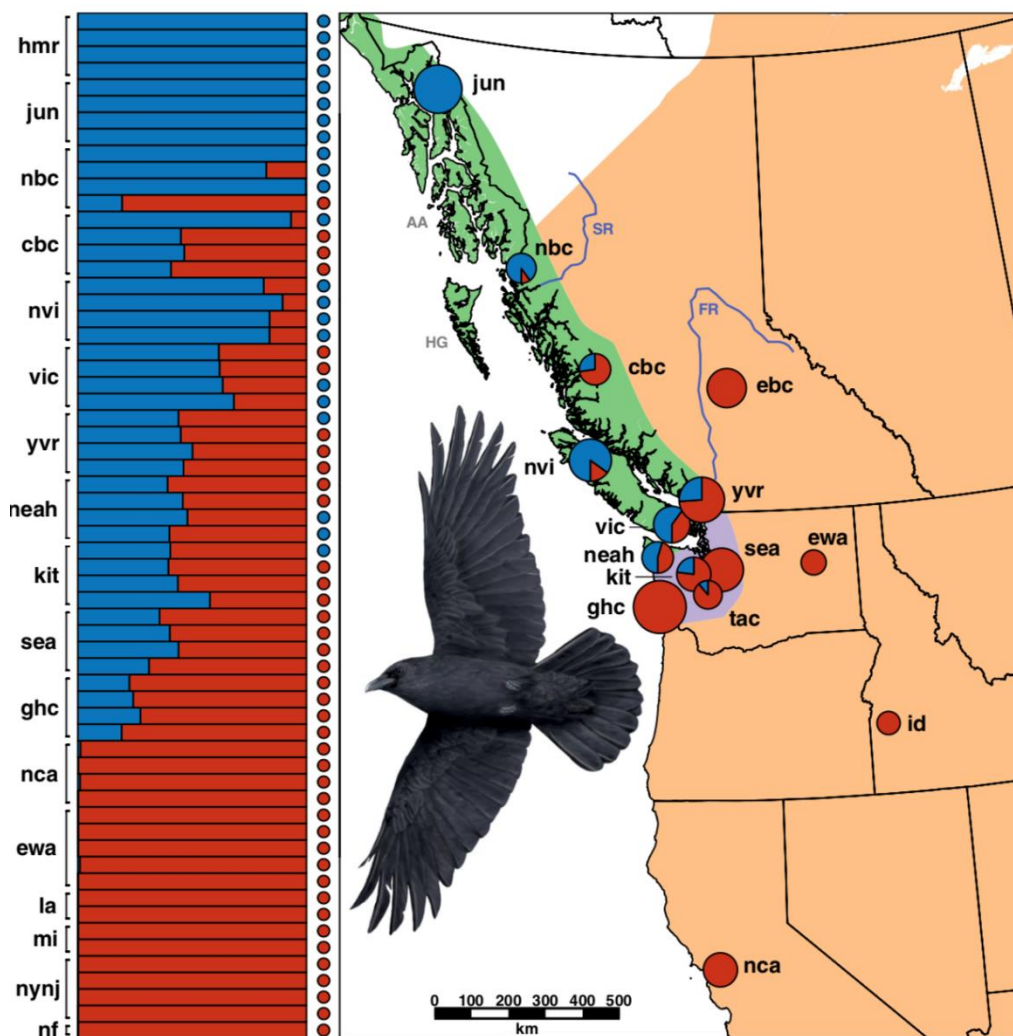 hmr
jun
nbc
cbc
nvi
vic
yvr
neah
kit
sea
ghc
nca
ewa
la
mi
nynj
nf
jun
AA
nbc
SR
HG
FR
cbc
ebc
nvi
yvr
vic
neah
sea
ewa
kit
ghc
tac
id
nca
0 100 200 300 400 500
km